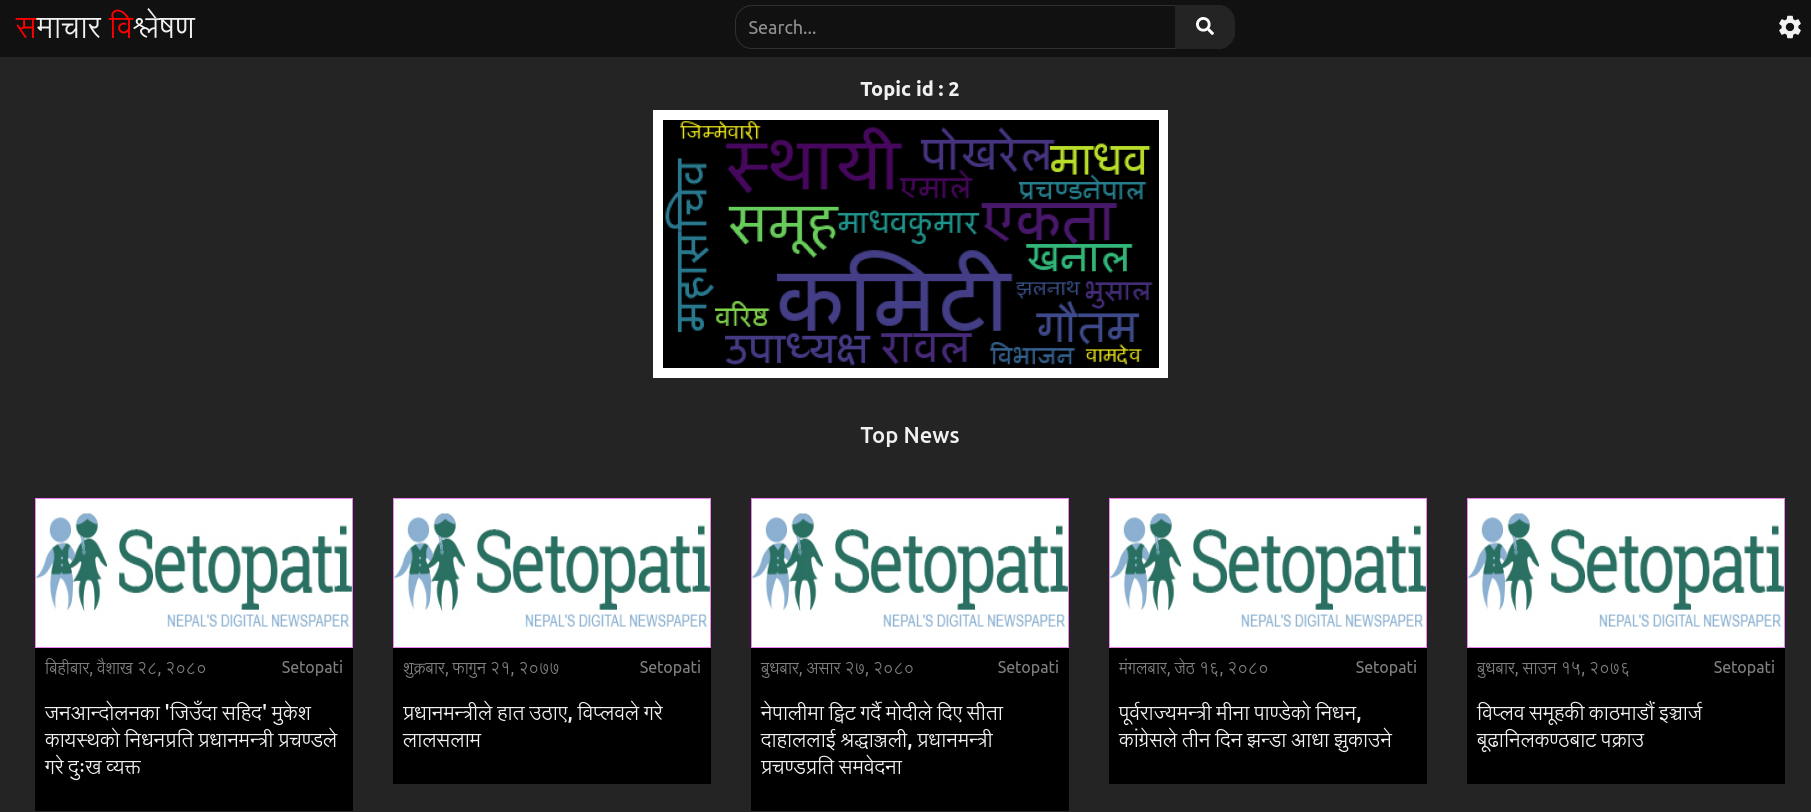 समाचार विश्लेषण
Search...
Topic id : 2
जिम्मेवारी
स्थायी
पोखरेल
माधव
एमाले
प्रचण्डनेपाल
महासचिव
समूह
माधवकुमार
एकता
खनाल
कमिटी
झलनाथ
भुसाल
वरिष्ठ
गौतम
उपाध्यक्ष
रावल
विभाजन
वामदेव
Top News
Setopati
NEPAL'S DIGITAL NEWSPAPER
बिहीबार, वैशाख २८, २०८० Setopati
जनआन्दोलनका 'जिउँदा सहिद' मुकेश
कायस्थको निधनप्रति प्रधानमन्त्री प्रचण्डले
गरे दुःख व्यक्त
Setopati
NEPAL'S DIGITAL NEWSPAPER
शुक्रबार, फागुन २१, २०७७ Setopati
प्रधानमन्त्रीले हात उठाए, विप्लवले गरे
लालसलाम
Setopati
NEPAL'S DIGITAL NEWSPAPER
बुधबार, असार २७, २०८० Setopati
नेपालीमा ट्विट गर्दै मोदीले दिए सीता
दाहाललाई श्रद्धाञ्जली, प्रधानमन्त्री
प्रचण्डप्रति समवेदना
Setopati
NEPAL'S DIGITAL NEWSPAPER
मंगलबार, जेठ १६, २०८० Setopati
पूर्वराज्यमन्त्री मीना पाण्डेको निधन,
कांग्रेसले तीन दिन झन्डा आधा झुकाउने
Setopati
NEPAL'S DIGITAL NEWSPAPER
बुधबार, साउन १५, २०७६ Setopati
विप्लव समूहकी काठमाडौं इञ्चार्ज
बूढानिलकण्ठबाट पक्राउ